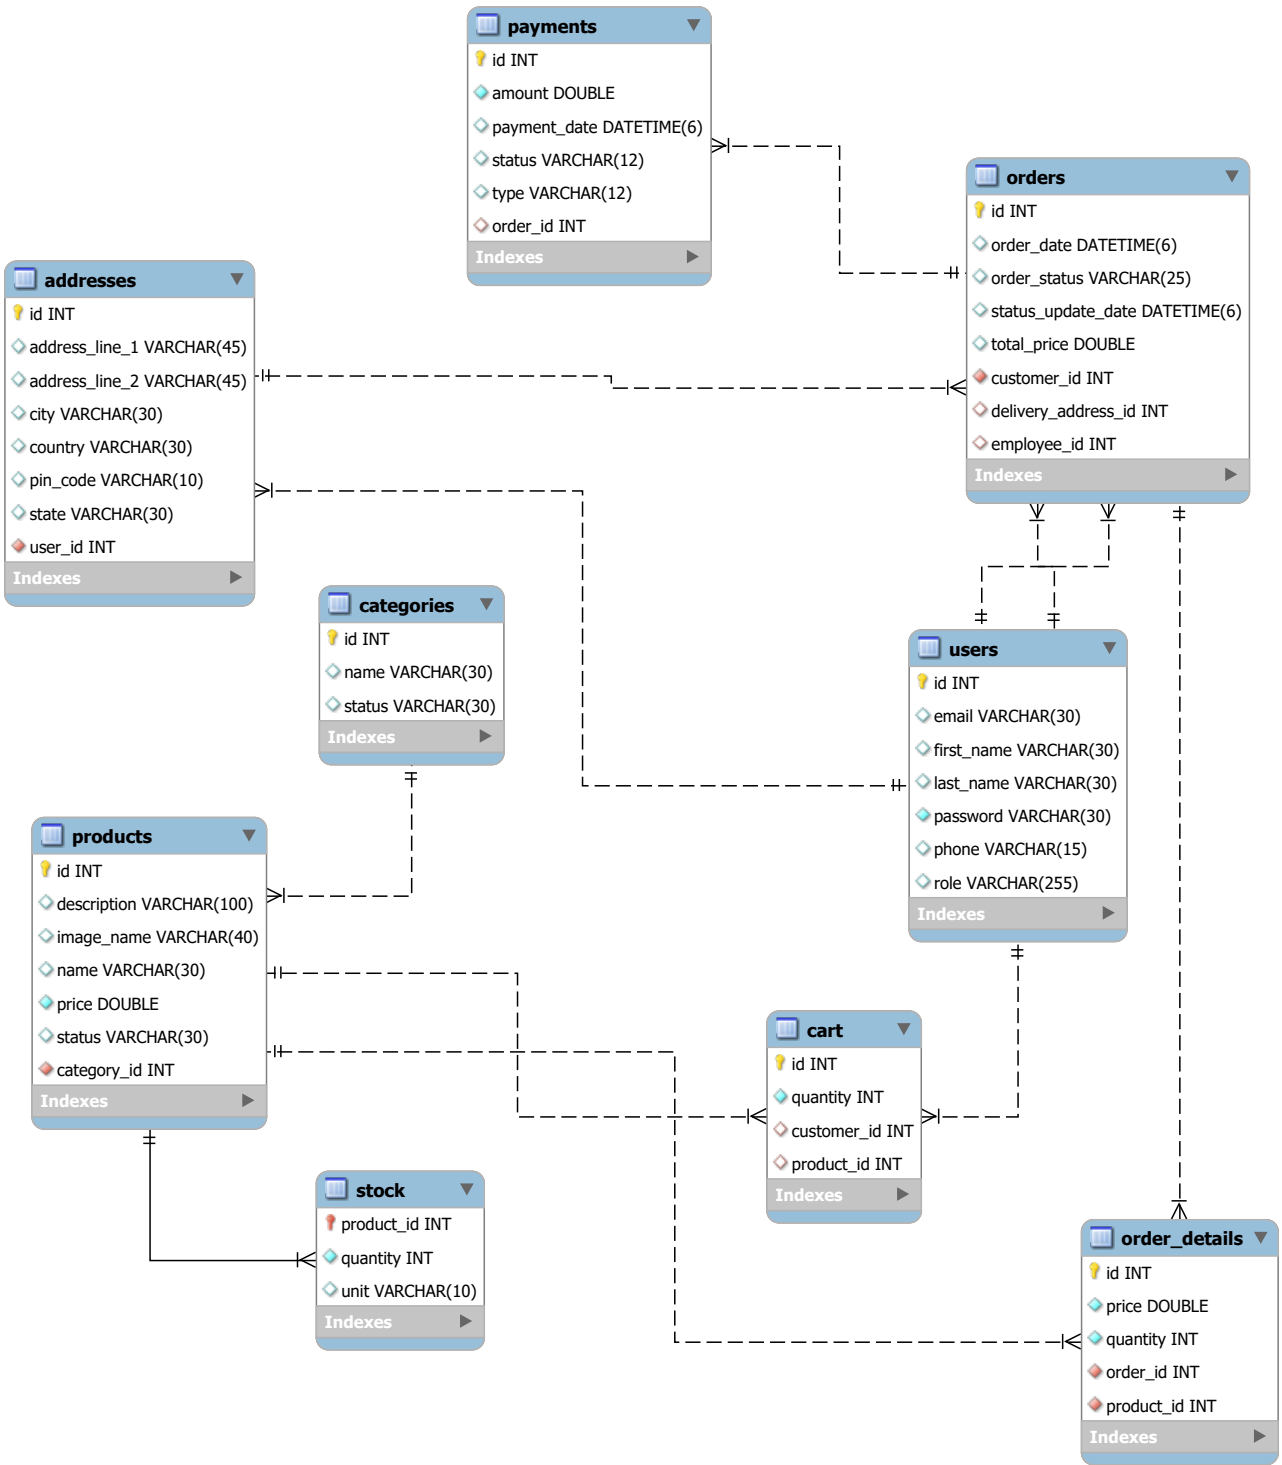 payments
id INT
amount DOUBLE
payment_date DATETIME(6)
status VARCHAR(12)
type VARCHAR(12)
order_id INT
Indexes
orders
id INT
order_date DATETIME(6)
order_status VARCHAR(25)
status_update_date DATETIME(6)
total_price DOUBLE
customer_id INT
delivery_address_id INT
employee_id INT
Indexes
addresses
id INT
address_line_1 VARCHAR(45)
address_line_2 VARCHAR(45)
city VARCHAR(30)
country VARCHAR(30)
pin_code VARCHAR(10)
state VARCHAR(30)
user_id INT
Indexes
categories
id INT
name VARCHAR(30)
status VARCHAR(30)
Indexes
users
id INT
email VARCHAR(30)
first_name VARCHAR(30)
last_name VARCHAR(30)
password VARCHAR(30)
phone VARCHAR(15)
role VARCHAR(255)
Indexes
products
id INT
description VARCHAR(100)
image_name VARCHAR(40)
name VARCHAR(30)
price DOUBLE
status VARCHAR(30)
category_id INT
Indexes
cart
id INT
quantity INT
customer_id INT
product_id INT
Indexes
stock
product_id INT
quantity INT
unit VARCHAR(10)
Indexes
order_details
id INT
price DOUBLE
quantity INT
order_id INT
product_id INT
Indexes